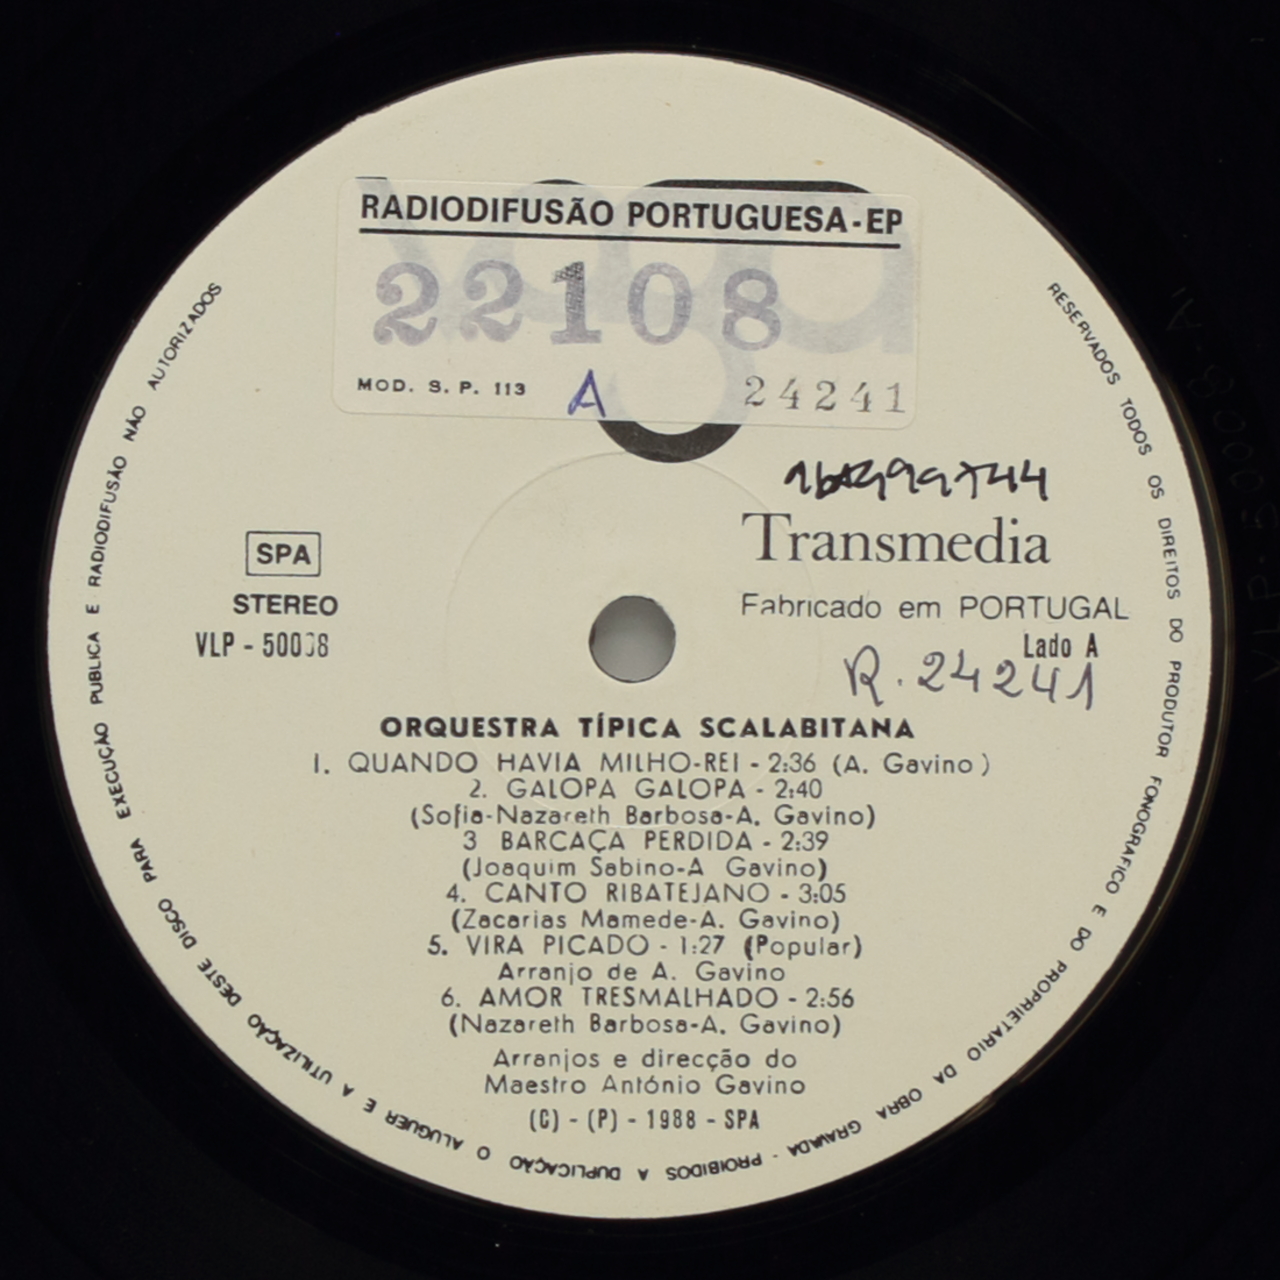 RADIODIFUSÃO PORTUGUESA-EP
22108
MOD. S. P. 113 A 24241
Transmedia
SPA
STEREO
Fabricado em PORTUGAL
Lado A
R. 24241
ORQUESTRA TÍPICA SCALABITANA
1. QUANDO HAVIA MILHO-REI - 2:36 (A. Gavino)
2. GALOPA GALOPA - 2:40
(Sofia-Nazareth Barbosa-A. Gavino)
3 BARCAÇA PERDIDA - 2:39
(Joaquim Sabino-A Gavino)
4. CANTO RIBATEJANO - 3:05
(Zacarias Mamede-A. Gavino)
5. VIRA PICADO - 1:27 (Popular)
Arranjo de A. Gavino
6. AMOR TRESMALHADO - 2:56
(Nazareth Barbosa-A. Gavino)
Arranjos e direcção do
Maestro António Gavino
(C) - (P) - 1988 - SPA
RESERVADOS TODOS OS DIREITOS DO PRODUTOR FONOGRAFICO E DO PROPRIETARIO DA OBRA GRAVADA - PROIBIDOS A DUPLICAÇÃO O ALUGUER E A UTILIZAÇÃO DESTE DISCO PARA EXECUÇÃO PUBLICA E RADIODIFUSÃO NÃO AUTORIZADOS